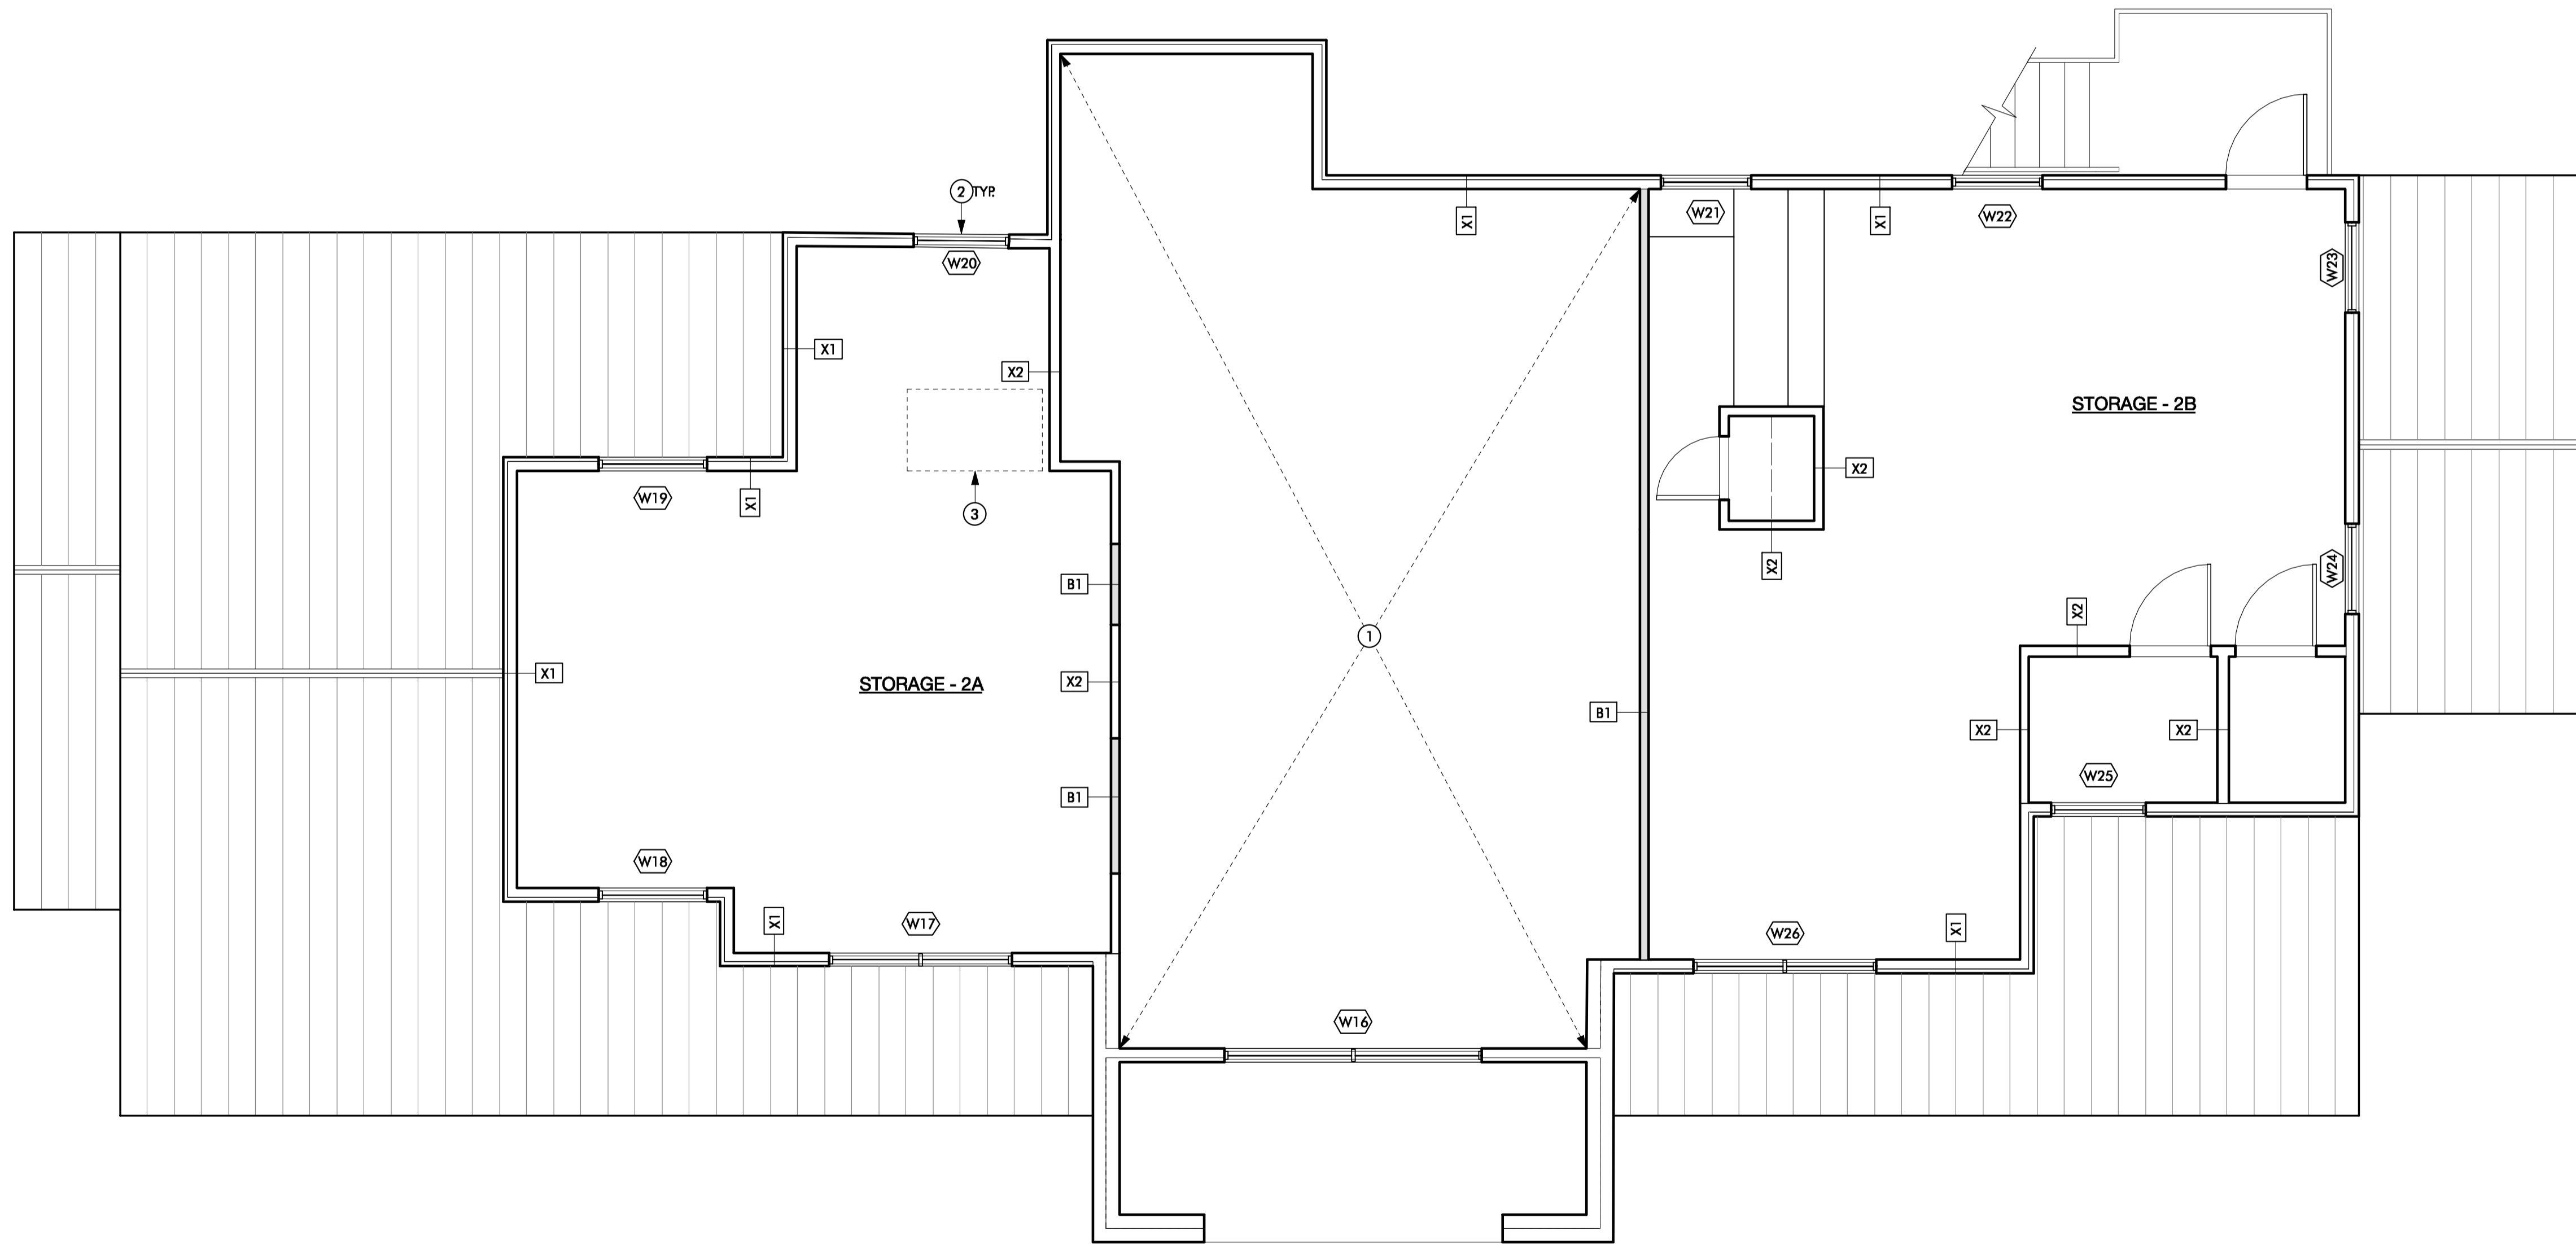 2 TYP.
X1
W21
X1
W22
W20
W23
X1
X2
STORAGE - 2B
X2
W19
X1
3
X2
W24
B1
X2
1
X1
X2
STORAGE - 2A
B1
X2
X2
W25
B1
W18
X1
W17
X1
W26
W16